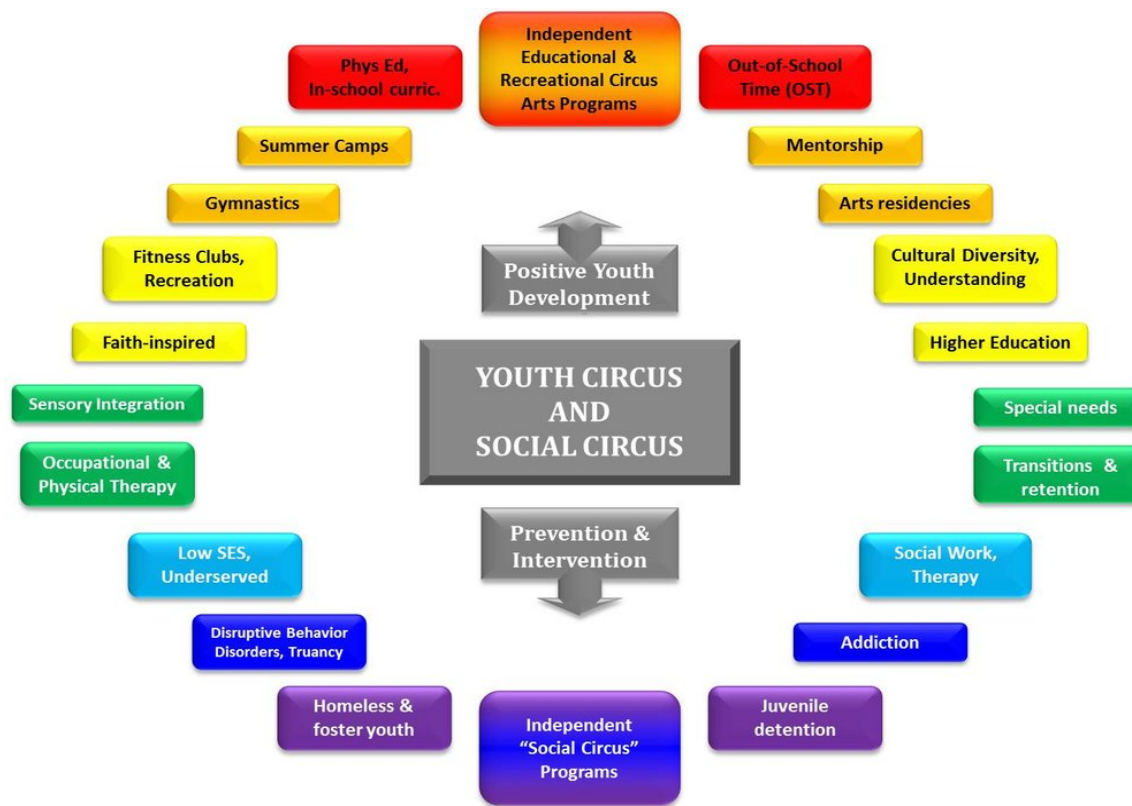 Independent
Educational &
Recreational Circus
Arts Programs
Phys Ed,
In-school curric.
Out-of-School
Time (OST)
Summer Camps
Mentorship
Gymnastics
Arts residencies
Fitness Clubs,
Recreation
Positive Youth
Development
Cultural Diversity,
Understanding
Faith-inspired
Higher Education
YOUTH CIRCUS
AND
SOCIAL CIRCUS
Sensory Integration
Special needs
Occupational &
Physical Therapy
Transitions &
retention
Prevention &
Intervention
Low SES,
Underserved
Social Work,
Therapy
Disruptive Behavior
Disorders, Truancy
Addiction
Homeless &
foster youth
Independent
“Social Circus”
Programs
Juvenile
detention